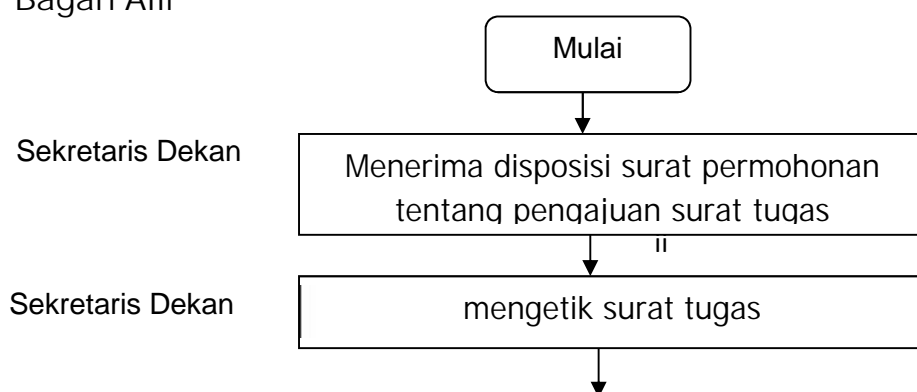 Bagan Alir
Mulai
Sekretaris Dekan
Menerima disposisi surat permohonan
tentang pengajuan surat tugas
Sekretaris Dekan
mengetik surat tugas